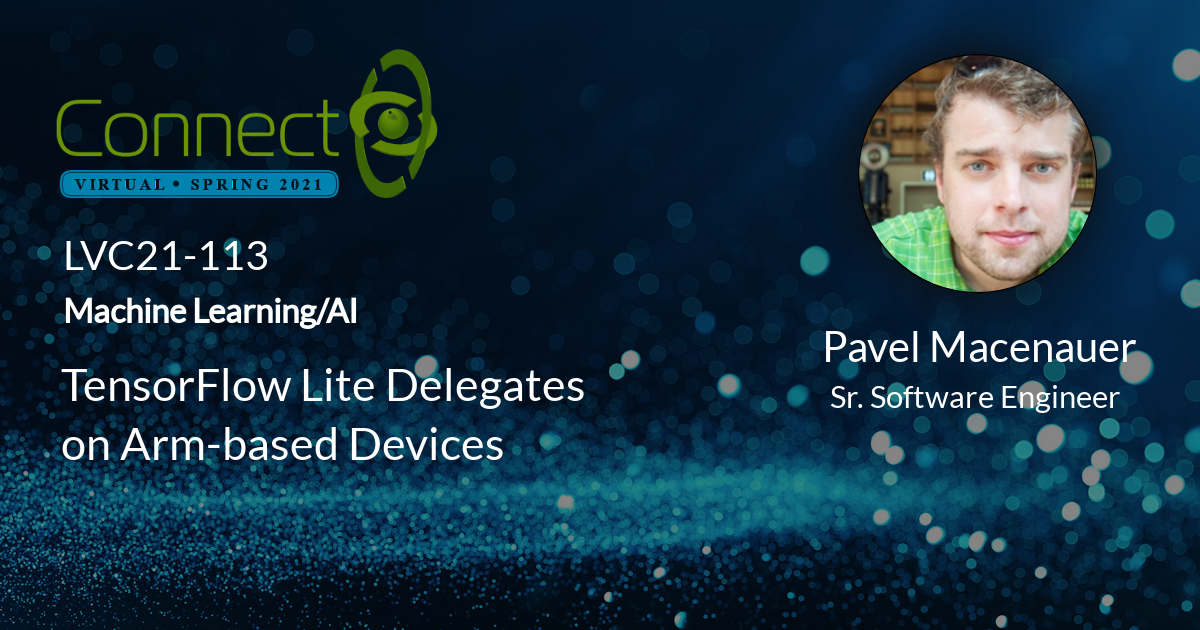 Connect
VIRTUAL • SPRING 2021
LVC21-113
Machine Learning/AI
TensorFlow Lite Delegates
on Arm-based Devices
Pavel Macenauer
Sr. Software Engineer